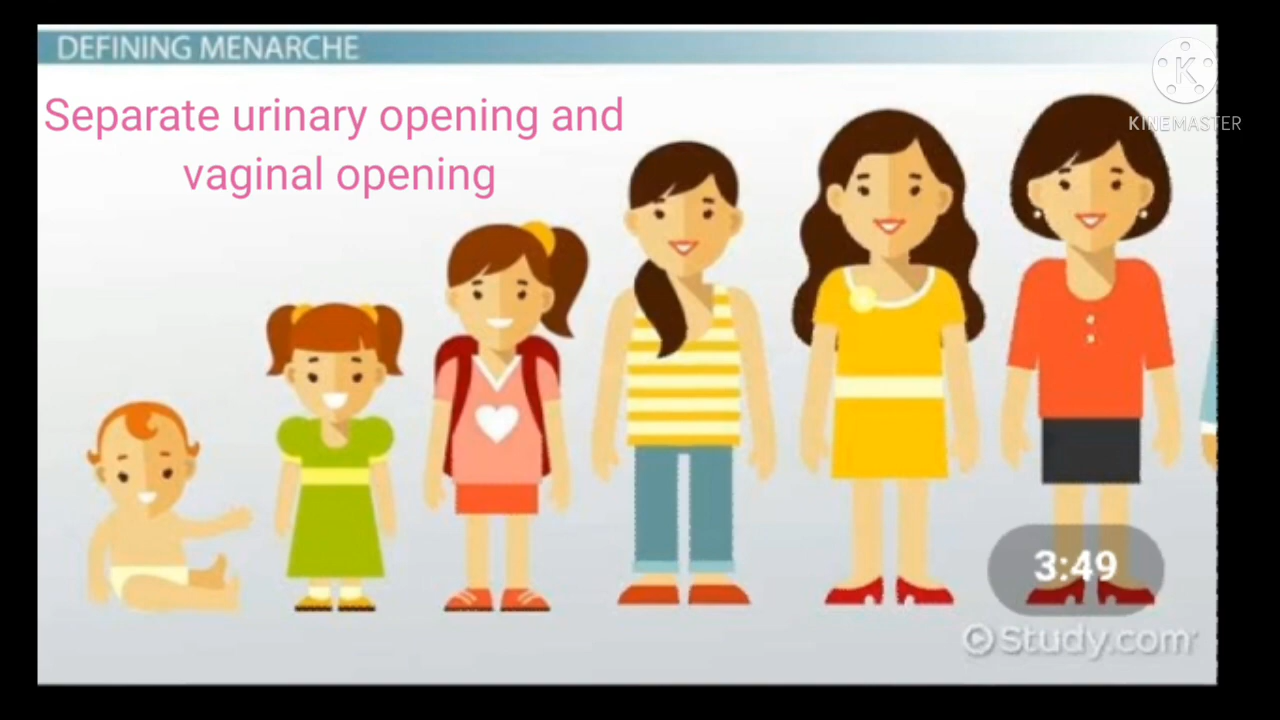 DEFINING MENARCHE
Separate urinary opening and
vaginal opening
K
KINEMASTER
3:49
Study.com